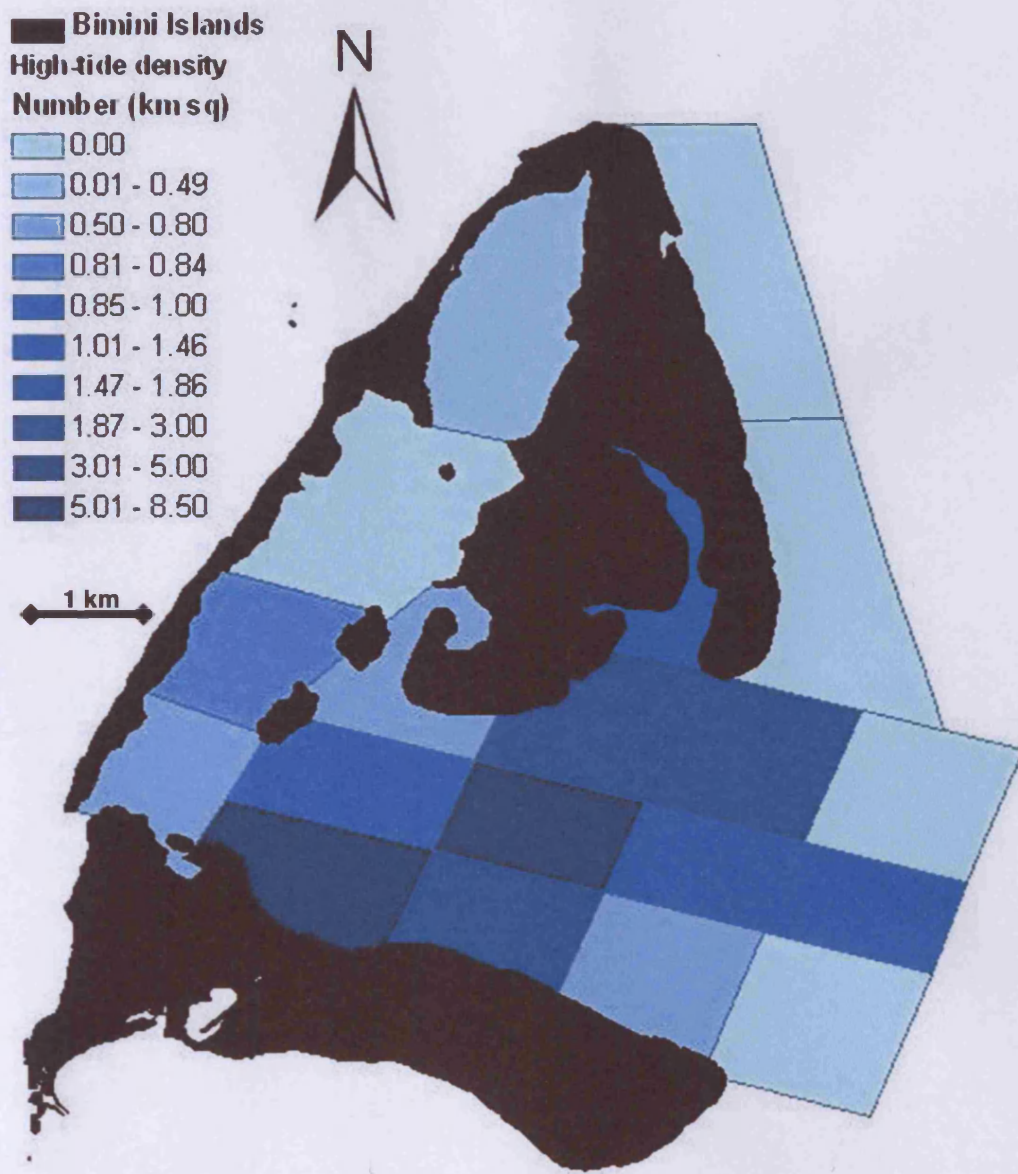 Bimini Islands
High-tide density
Number (km sq)
0.00
0.01 - 0.49
0.50 - 0.80
0.81 - 0.84
0.85 - 1.00
1.01 - 1.46
1.47 - 1.86
1.87 - 3.00
3.01 - 5.00
5.01 - 8.50
N
1 km